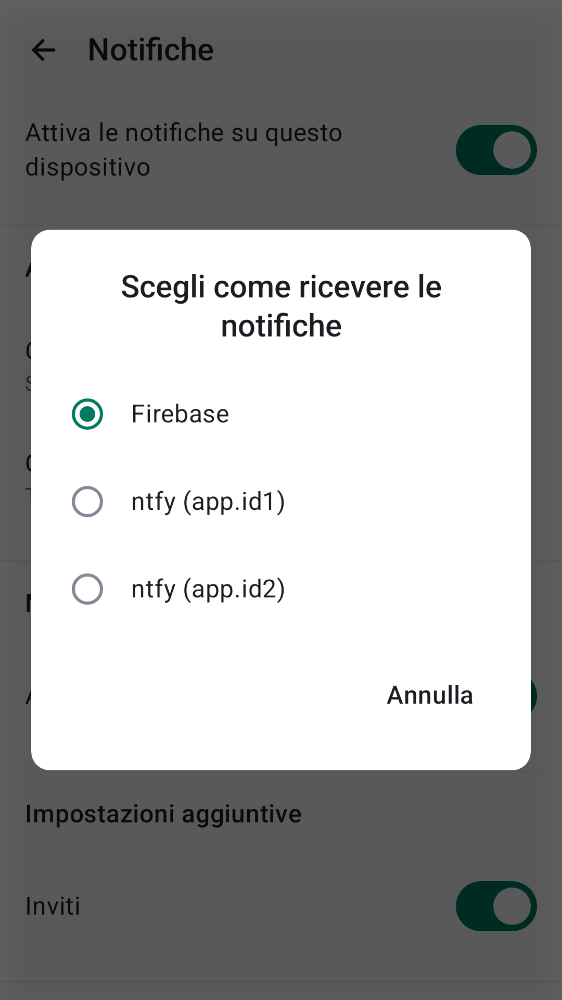 Notifiche
Attiva le notifiche su questo
dispositivo
Scegli come ricevere le
notifiche
Firebase
ntfy (app.id1)
ntfy (app.id2)
Annulla
Impostazioni aggiuntive
Inviti